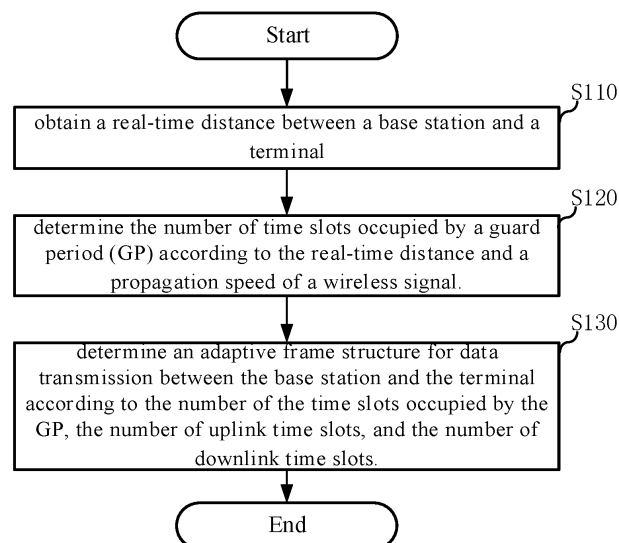 Start
S110
obtain a real-time distance between a base station and a
terminal
S120
determine the number of time slots occupied by a guard
period (GP) according to the real-time distance and a
propagation speed of a wireless signal.
S130
determine an adaptive frame structure for data
transmission between the base station and the terminal
according to the number of the time slots occupied by the
GP, the number of uplink time slots, and the number of
downlink time slots.
End